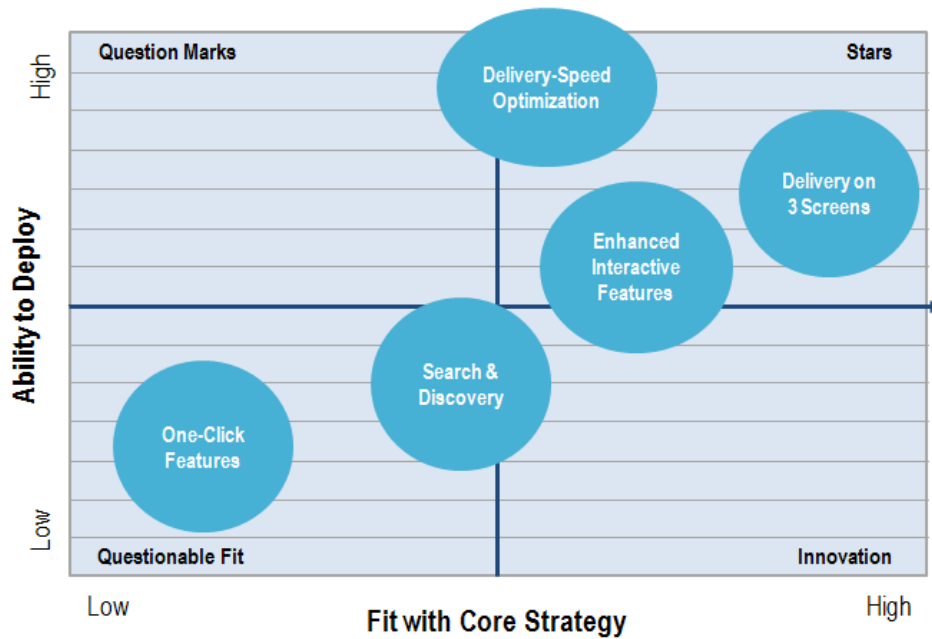 Question Marks
Stars
High
Delivery-Speed
Optimization
Delivery on
3 Screens
Enhanced
Interactive
Features
Ability to Deploy
Search &
Discovery
One-Click
Features
Low
Questionable Fit
Innovation
Low
High
Fit with Core Strategy